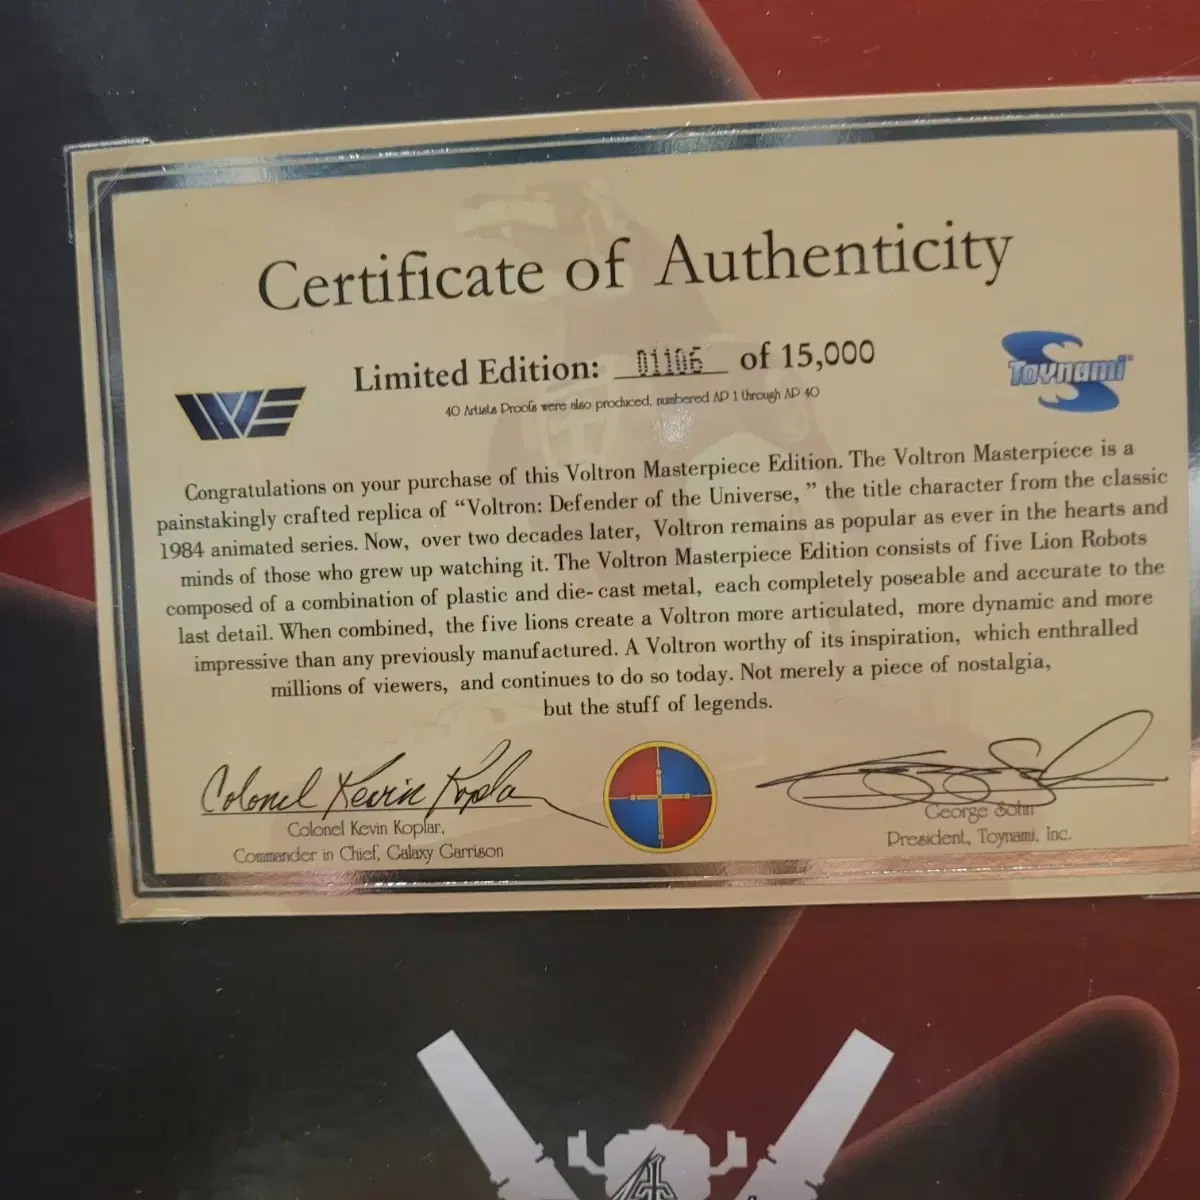 Certificate of Authenticity
Limited Edition: 01106 of 15,000
40 Artists Proofs were also produced, numbered AP 1 through AP 40
WE
Toynami
Congratulations on your purchase of this Voltron Masterpiece Edition. The Voltron Masterpiece is a
painstakingly crafted replica of “Voltron: Defender of the Universe, ” the title character from the classic
1984 animated series. Now, over two decades later, Voltron remains as popular as ever in the hearts and
minds of those who grew up watching it. The Voltron Masterpiece Edition consists of five Lion Robots
composed of a combination of plastic and die-cast metal, each completely poseable and accurate to the
last detail. When combined, the five lions create a Voltron more articulated, more dynamic and more
impressive than any previously manufactured. A Voltron worthy of its inspiration, which enthralled
millions of viewers, and continues to do so today. Not merely a piece of nostalgia,
but the stuff of legends.
Colonel Kevin Kopla
Colonel Kevin Koplar,
Commander in Chief, Galaxy Garrison
George Sohn
President, Toynami, Inc.